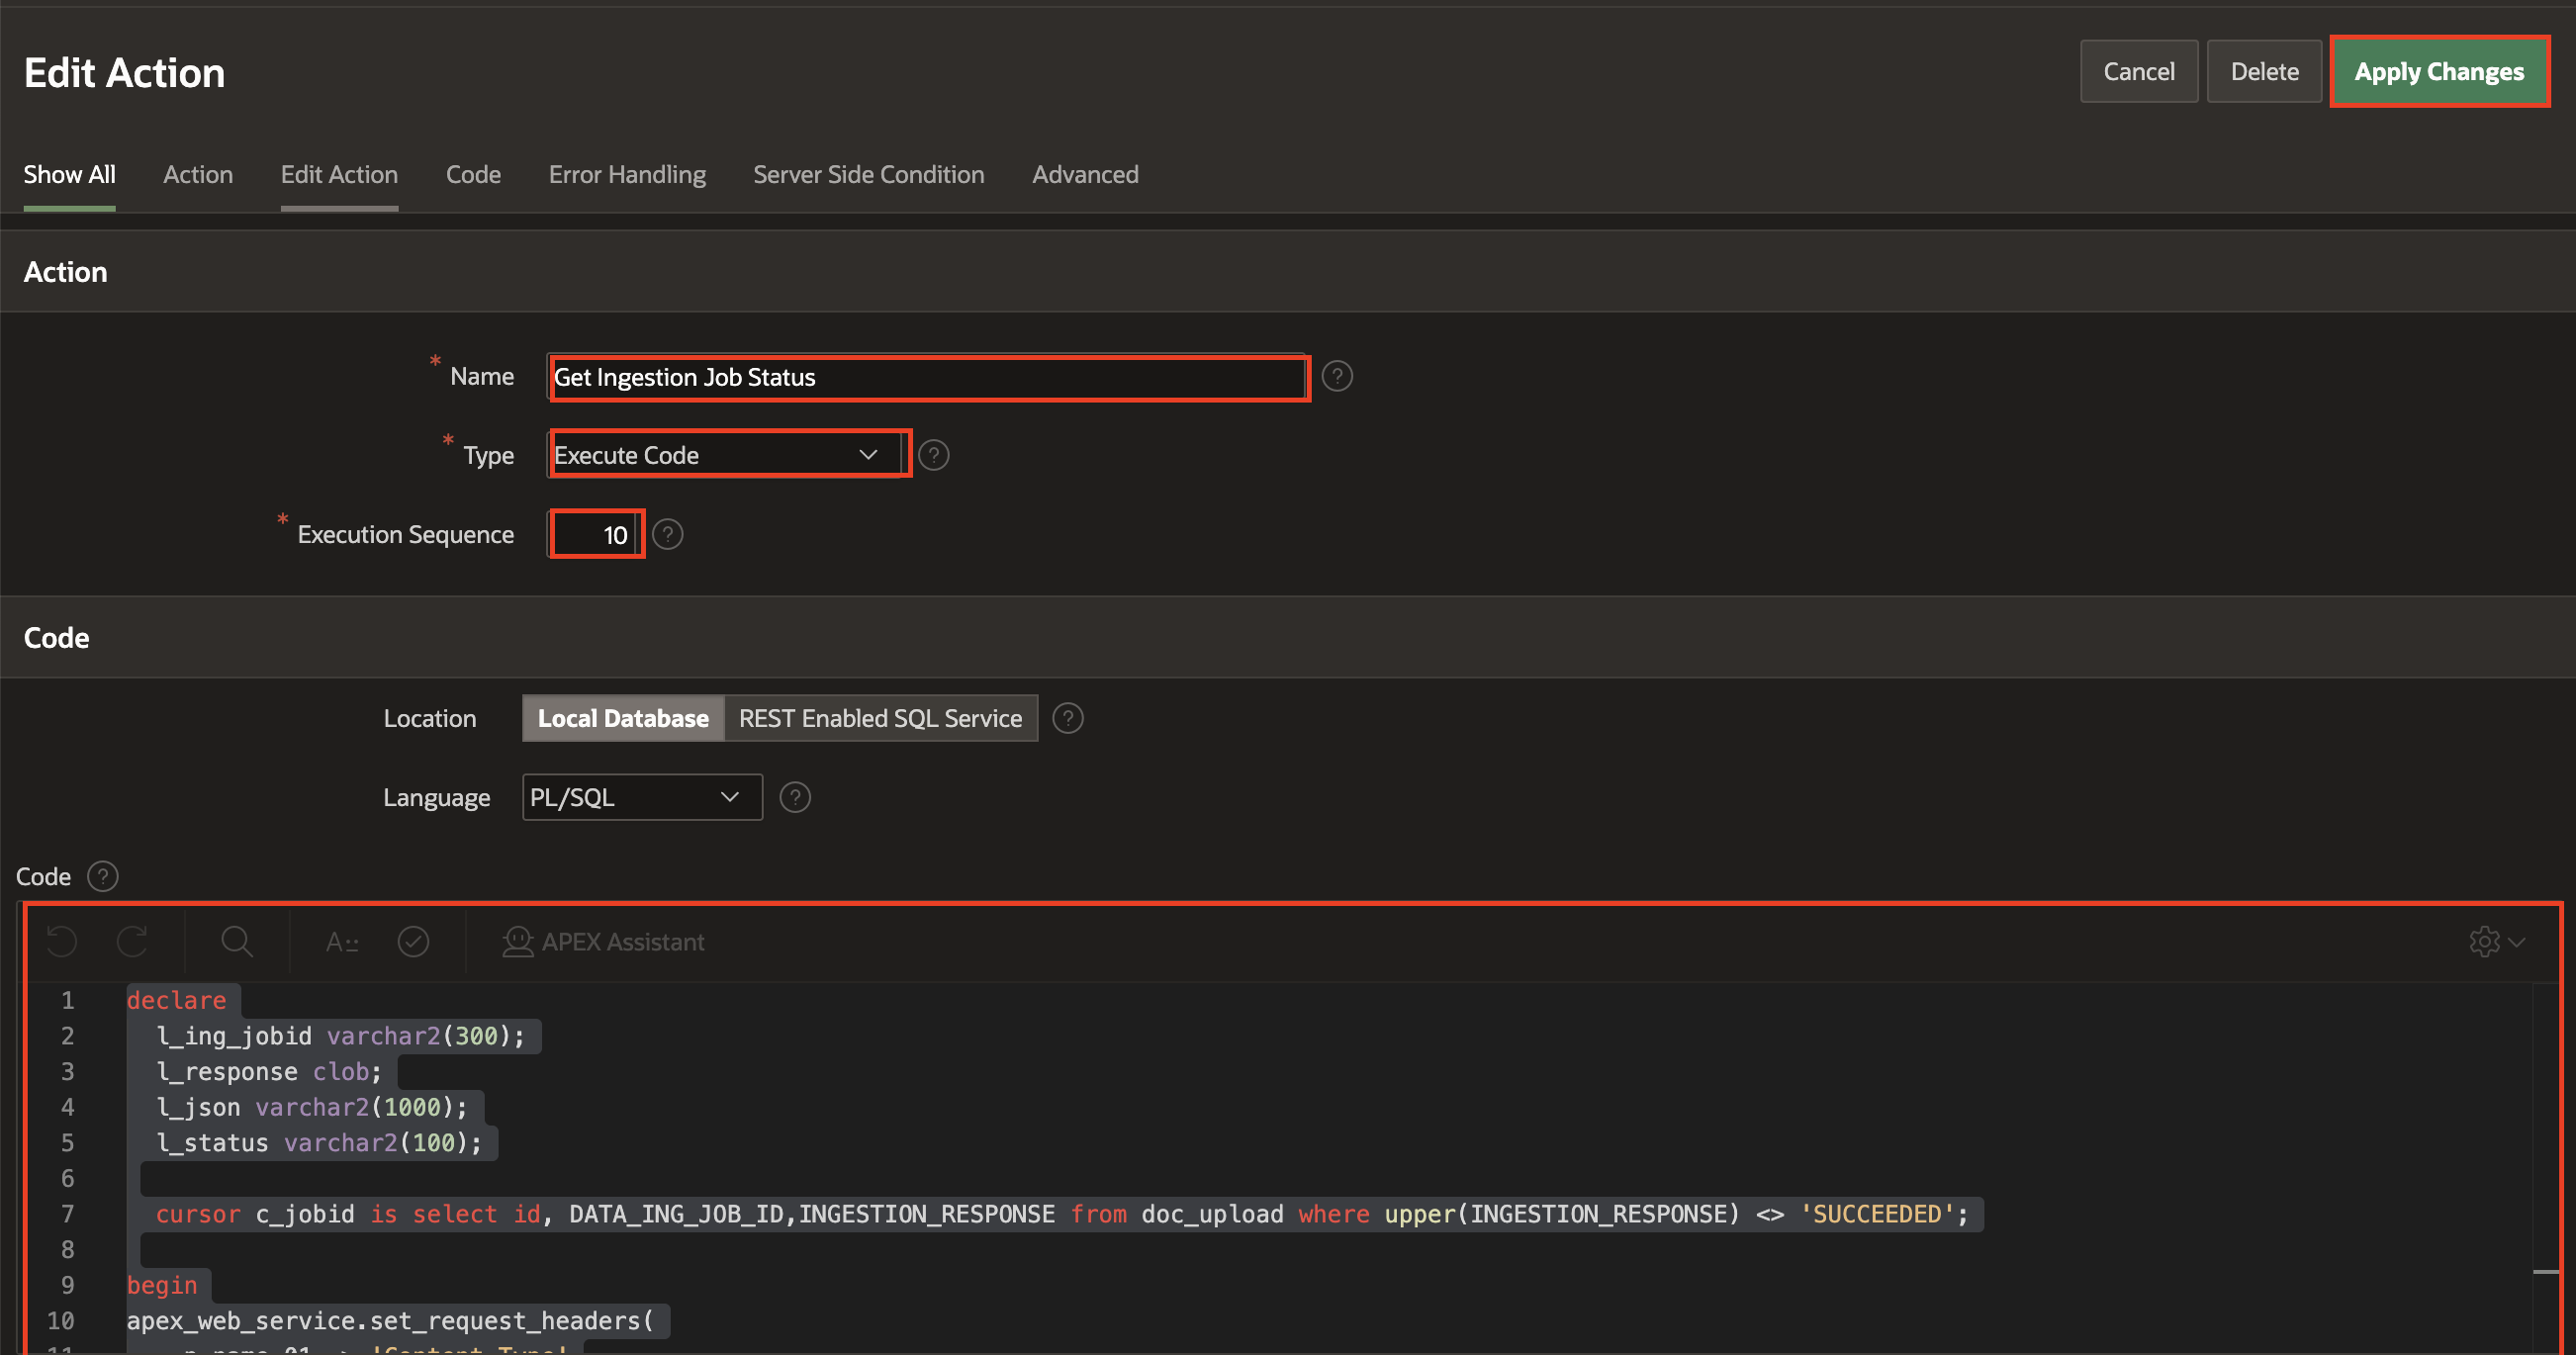 Edit Action
Cancel
Delete
Apply Changes
Show All
Action
Edit Action
Code
Error Handling
Server Side Condition
Advanced
Action
* Name
Get Ingestion Job Status
?
* Type
Execute Code
?
* Execution Sequence
10
?
Code
Location
Local Database
REST Enabled SQL Service
?
Language
PL/SQL
?
Code ?
A::
APEX Assistant
1 declare
2 l_ing_jobid varchar2(300);
3 l_response clob;
4 l_json varchar2(1000);
5 l_status varchar2(100);
6
7 cursor c_jobid is select id, DATA_ING_JOB_ID,INGESTION_RESPONSE from doc_upload where upper(INGESTION_RESPONSE) <> 'SUCCEEDED';
8
9 begin
10 apex_web_service.set_request_headers(